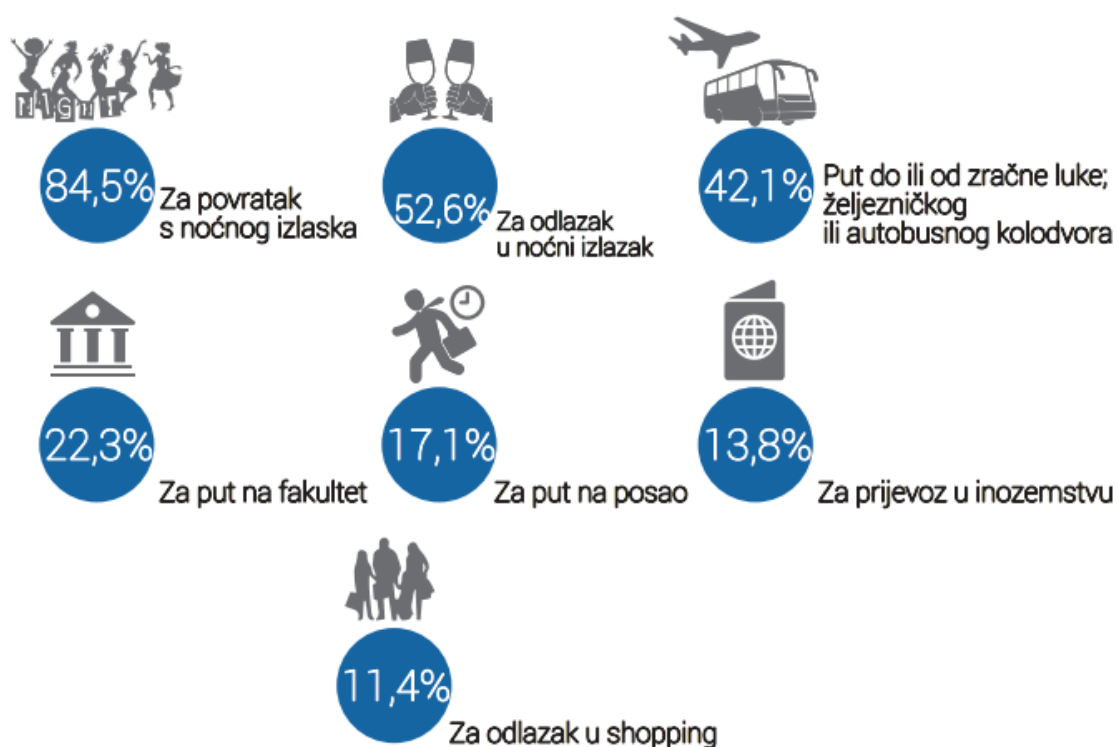 NIGHT
84,5%
Za povratak
s noćnog izlaska
52,6%
Za odlazak
u noćni izlazak
42,1%
Put do ili od zračne luke;
željezničkog
ili autobusnog kolodvora
22,3%
Za put na fakultet
17,1%
Za put na posao
13,8%
Za prijevoz u inozemstvu
11,4%
Za odlazak u shopping